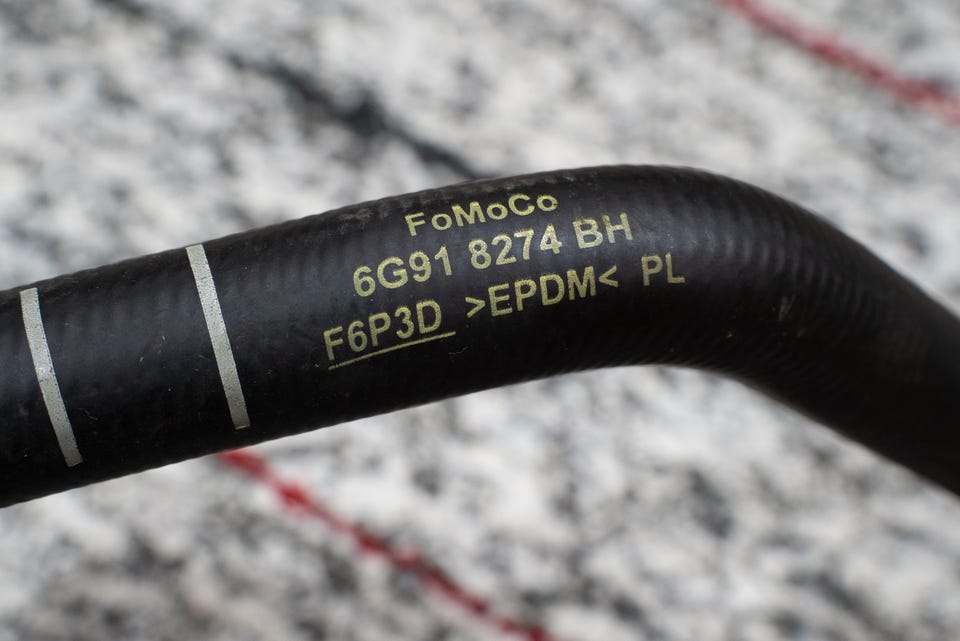 FoMoCo
6G91 8274 BH
F6P3D >EPDM< PL